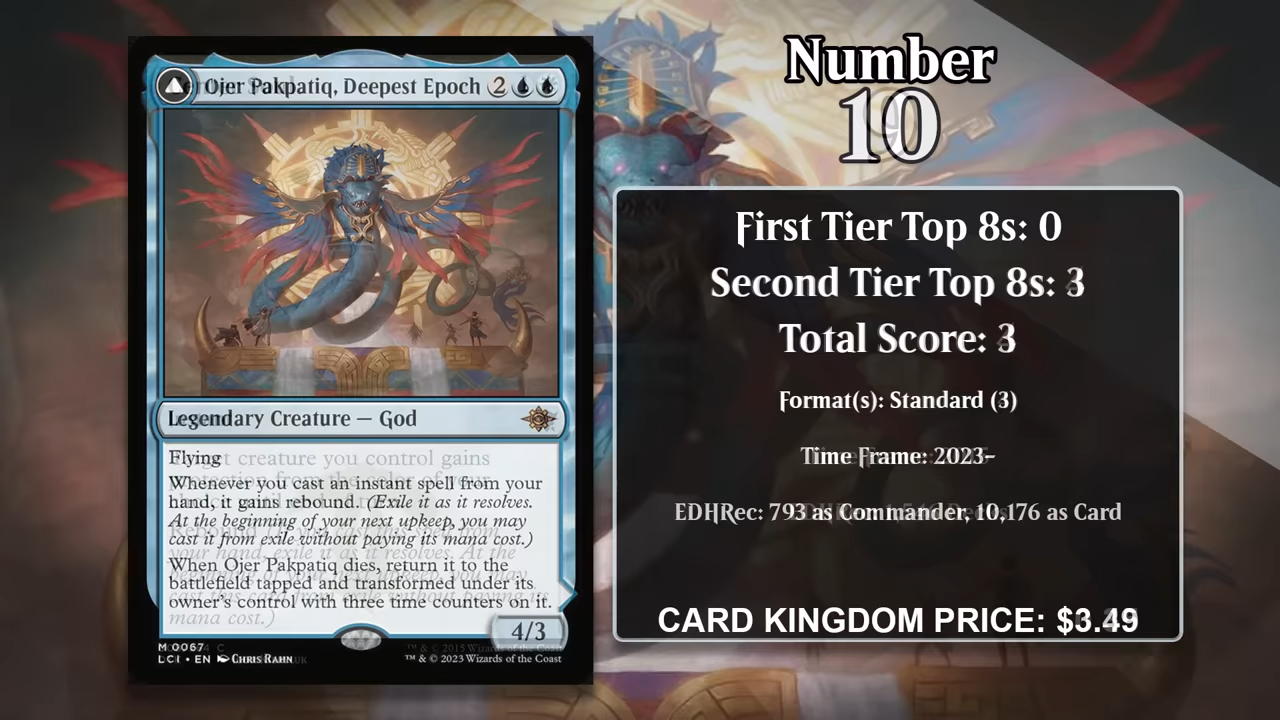 Ojer Pakpatiq, Deepest Epoch 2
Legendary Creature — God
Flying
Whenever you cast an instant spell from your
hand, it gains rebound. (Exile it as it resolves.
At the beginning of your next upkeep, you may
cast it from exile without paying its mana cost.)
When Ojer Pakpatiq dies, return it to the
battlefield tapped and transformed under its
owner's control with three time counters on it.
mana cost.)
4/3
M 0067
LCI • EN Chris Rahn
™ & © 2023 Wizards of the Coast
Number
10
First Tier Top 8s: 0
Second Tier Top 8s: 3
Total Score: 3
Format(s): Standard (3)
Time Frame: 2023-
EDHRec: 793 as Commander, 10,176 as Card
CARD KINGDOM PRICE: $3.49